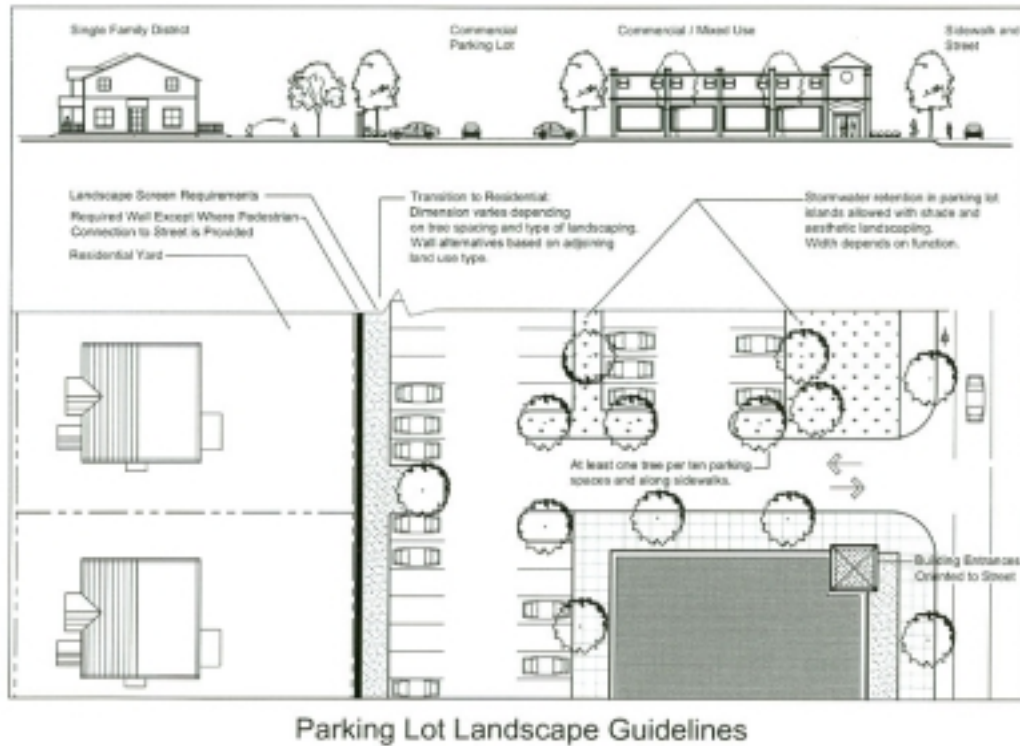 Single Family District
Commercial
Parking Lot
Commercial / Mixed Use
Sidewalk and
Street
Landscape Screen Requirements
Required Wall Except Where Pedestrian
Connection to Street is Provided
Residential Yard
Transition to Residential:
Dimension varies depending
on tree spacing and type of landscaping.
Wall alternatives based on adjoining
land use type.
Stormwater retention in parking lot
islands allowed with shade and
aesthetic landscapling.
Width depends on function.
At least one tree per ten parking
spaces and along sidewalks.
Building Entrances
Oriented to Street
Parking Lot Landscape Guidelines